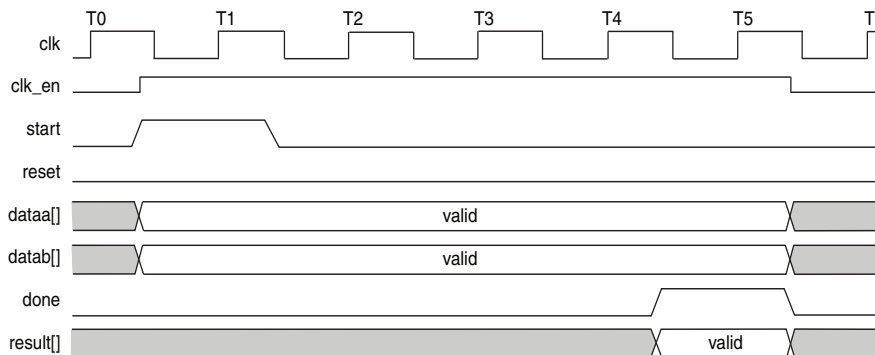 T0 T1 T2 T3 T4 T5 T
clk
clk_en
start
reset
dataa[] valid
datab[] valid
done
result[] valid